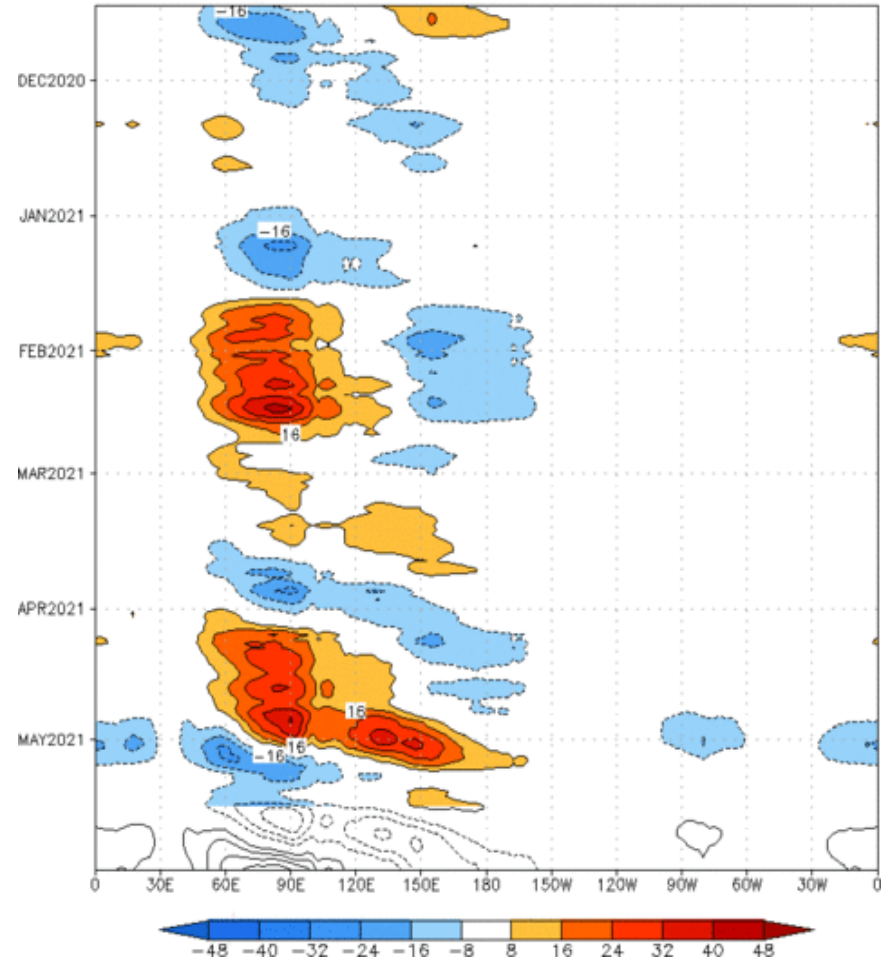 -16
DEC2020
JAN2021
-16
FEB2021
16
MAR2021
APR2021
16
MAY2021
16
-16
0 30E 60E 90E 120E 150E 180 150W 120W 90W 60W 30W 0
-48 -40 -32 -24 -16 -8 8 16 24 32 40 48